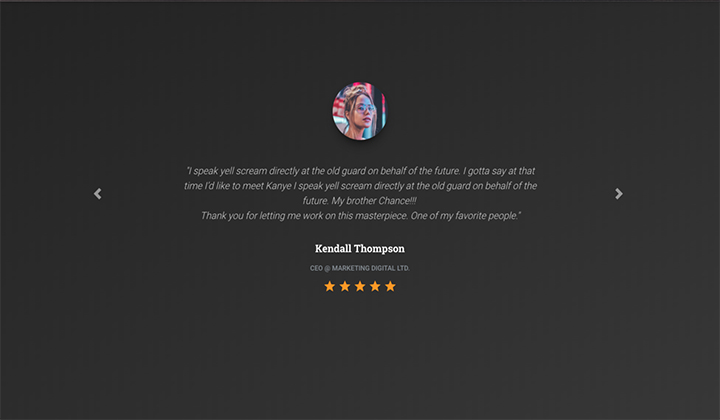 "I speak yell scream directly at the old guard on behalf of the future. I gotta say at that
time I'd like to meet Kanye I speak yell scream directly at the old guard on behalf of the
future. My brother Chance!!!
Thank you for letting me work on this masterpiece. One of my favorite people."
Kendall Thompson
CEO @ MARKETING DIGITAL LTD.